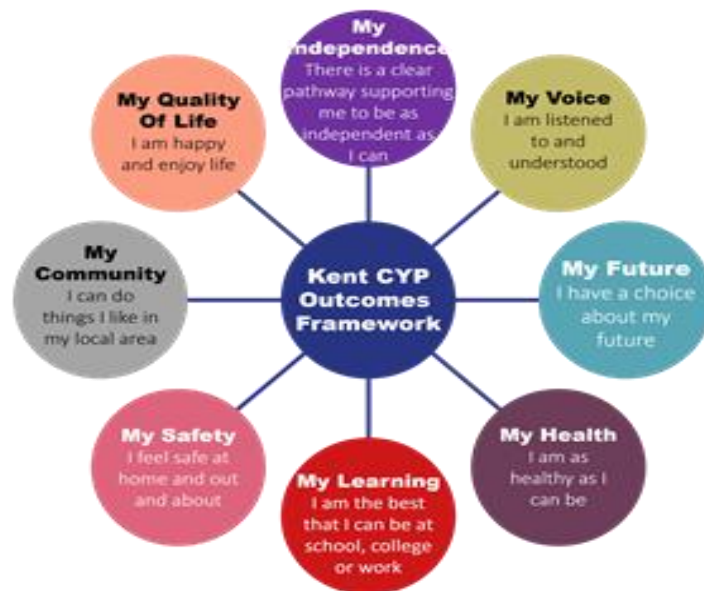 My
Independence
There is a clear
pathway supporting
me to be as
independent as
I can
My Quality
Of Life
I am happy
and enjoy life
My Voice
I am listened
to and
understood
My
Community
I can do
things I like in
my local area
Kent CYP
Outcomes
Framework
My Future
I have a choice
about my
future
My Safety
I feel safe at
home and out
and about
My Learning
I am the best
that I can be at
school, college
or work
My Health
I am as
healthy as I
can be